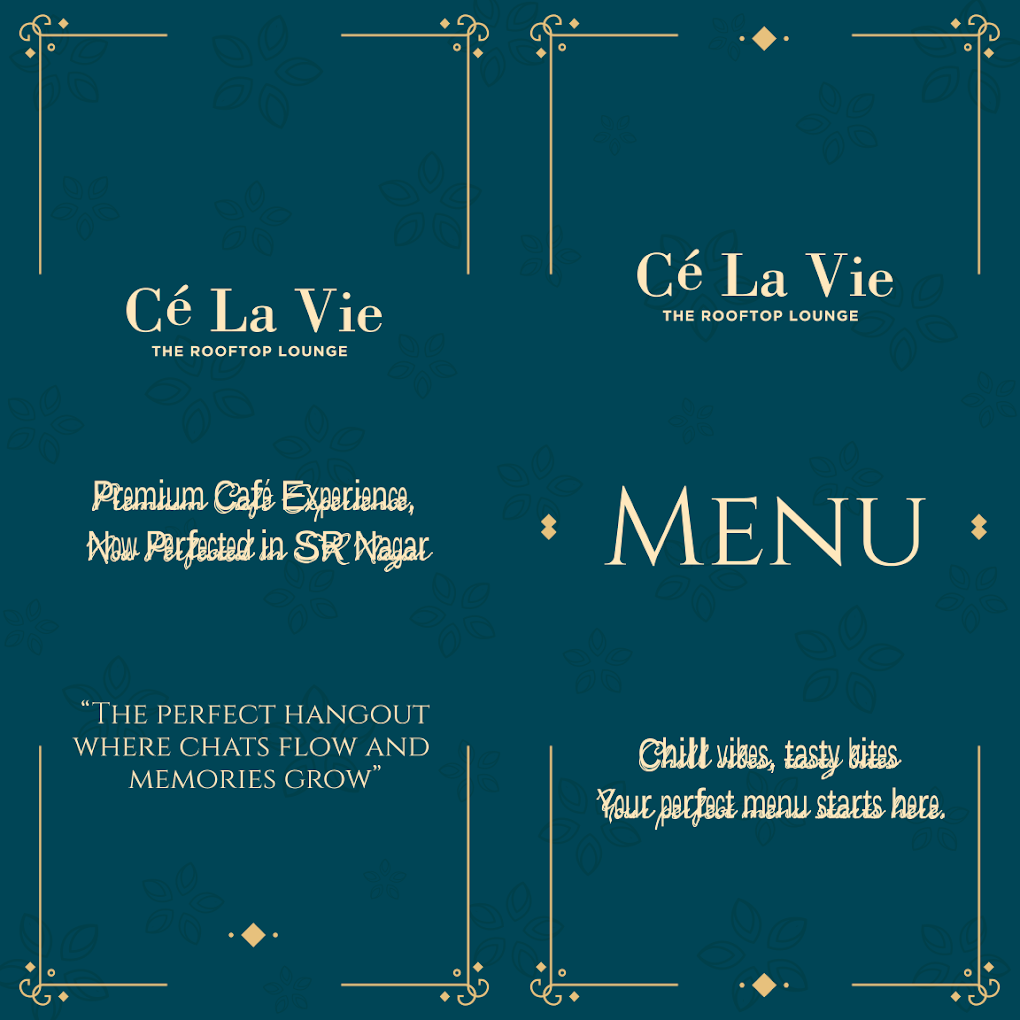 Cé La Vie
THE ROOFTOP LOUNGE
Premium Café Experience,
Now Perfected in SR Nagar
“THE PERFECT HANGOUT
WHERE CHATS FLOW AND
MEMORIES GROW”
Cé La Vie
THE ROOFTOP LOUNGE
MENU
Chill vibes, tasty bites
Your perfect menu starts here.